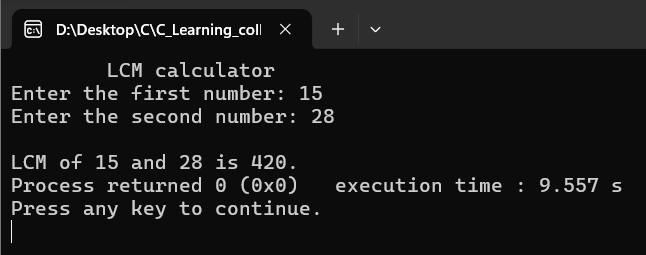 D:\Desktop\C\C_Learning_coll
LCM calculator
Enter the first number: 15
Enter the second number: 28
LCM of 15 and 28 is 420.
Process returned 0 (0x0)   execution time : 9.557 s
Press any key to continue.